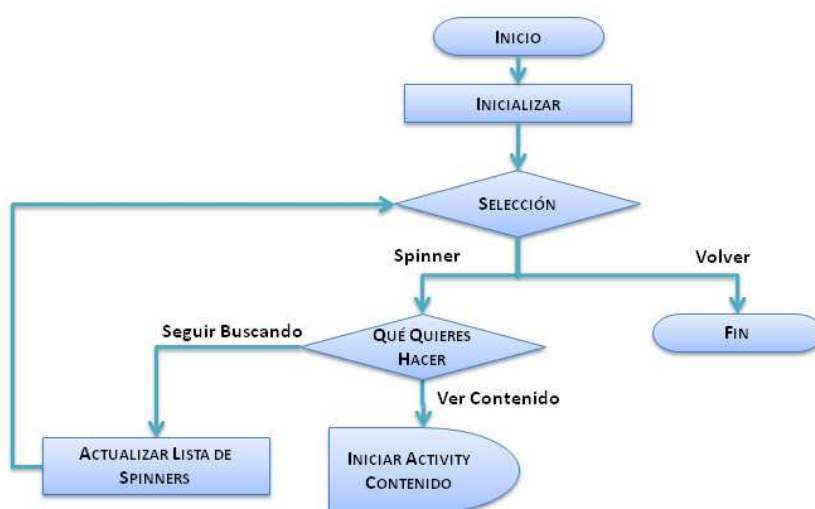 INICIO
INICIALIZAR
SELECCIÓN
Spinner
Volver
QUÉ QUIERES
HACER
FIN
Seguir Buscando
Ver Contenido
ACTUALIZAR LISTA DE
SPINNERS
INICIAR ACTIVITY
CONTENIDO